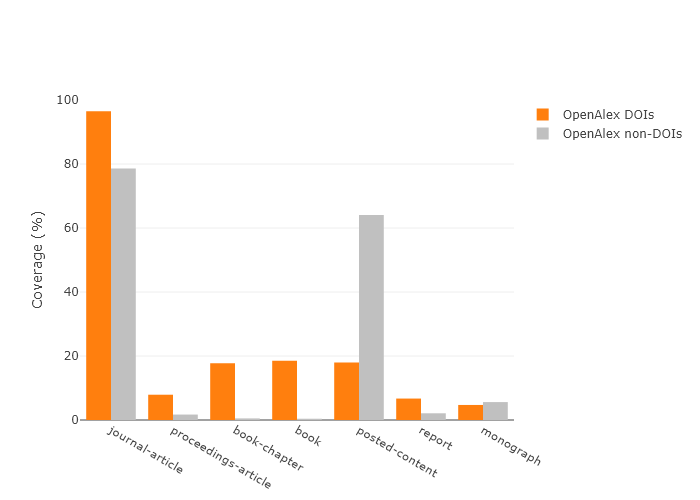 100
80
60
40
20
0
Coverage (%)
journal-article
proceedings-article
book-chapter
book
posted-content
report
monograph
OpenAlex DOIs
OpenAlex non-DOIs